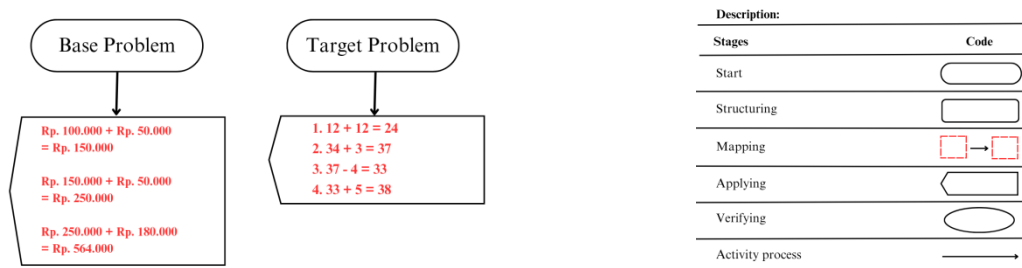 Base Problem
Rp. 100.000 + Rp. 50.000
= Rp. 150.000
Rp. 150.000 + Rp. 50.000
= Rp. 250.000
Rp. 250.000 + Rp. 180.000
= Rp. 564.000
Target Problem
1. 12 + 12 = 24
2. 34 + 3 = 37
3. 37 - 4 = 33
4. 33 + 5 = 38
Description:
Stages Code
Start
Structuring
Mapping
Applying
Verifying
Activity process